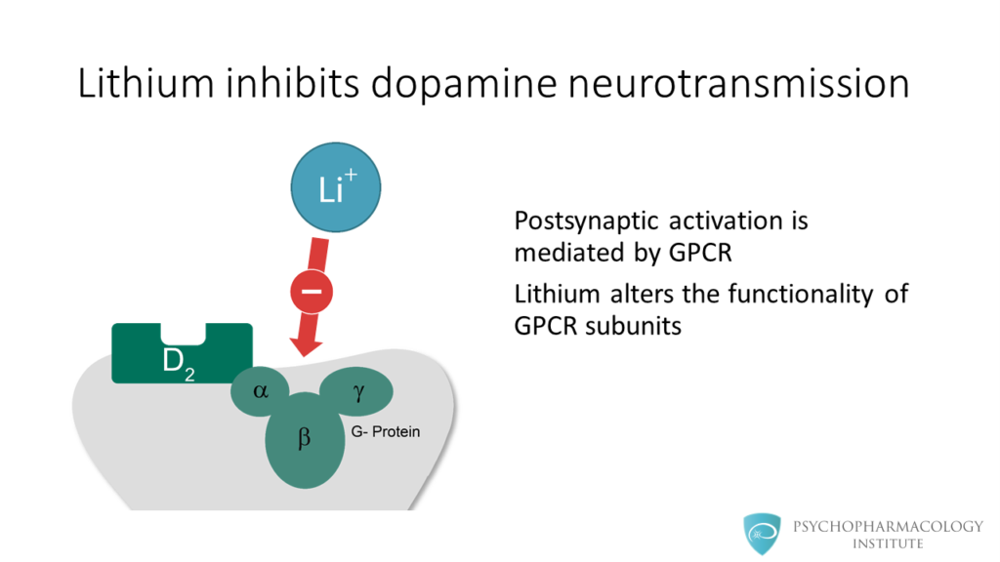 Lithium inhibits dopamine neurotransmission
Li+
Postsynaptic activation is
mediated by GPCR
Lithium alters the functionality of
GPCR subunits
D2
α
γ
β
G- Protein
PSYCHOPHARMACOLOGY
INSTITUTE